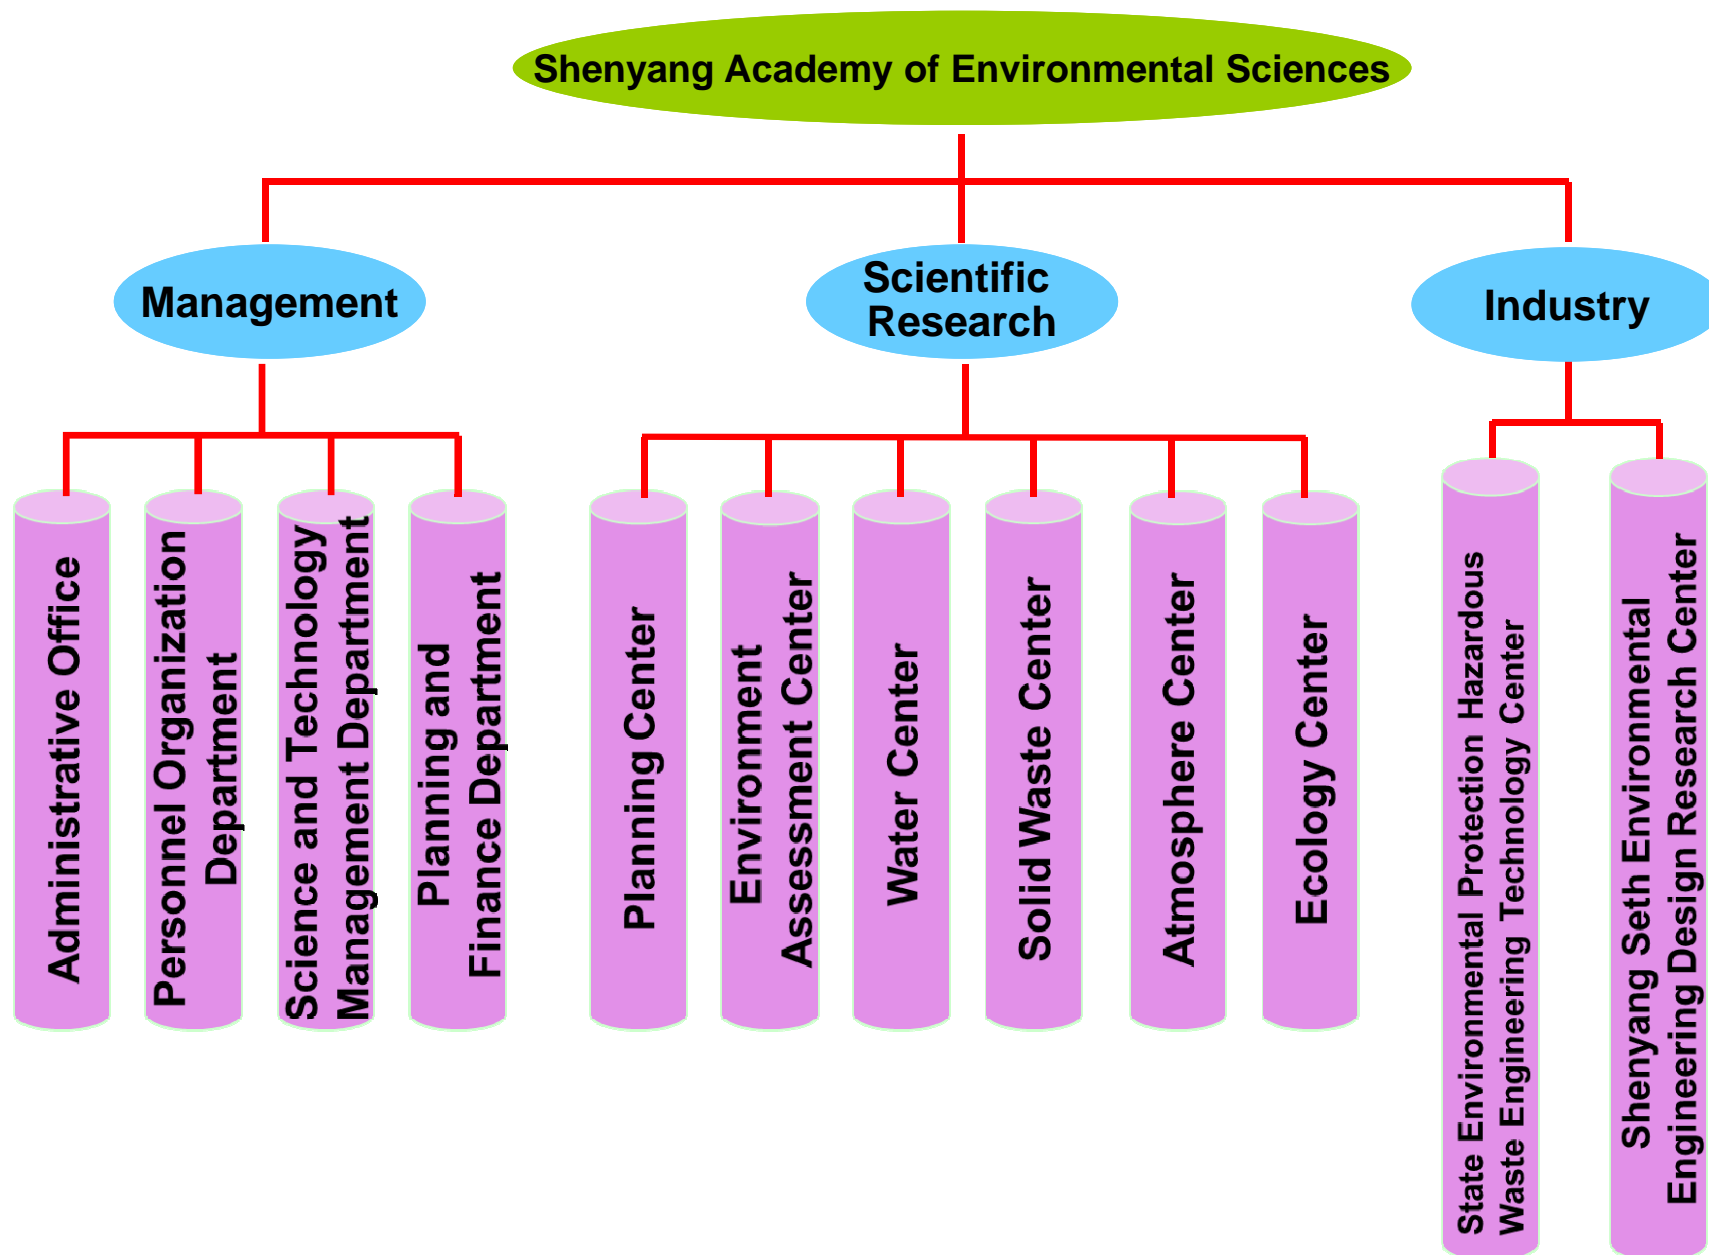 Shenyang Academy of Environmental Sciences
Management
Scientific
Research
Industry
Administrative Office
Personnel Organization
Department
Science and Technology
Management Department
Planning and
Finance Department
Planning Center
Environment
Assessment Center
Water Center
Solid Waste Center
Atmosphere Center
Ecology Center
State Environmental Protection Hazardous
Waste Engineering Technology Center
Shenyang Seth Environmental
Engineering Design Research Center